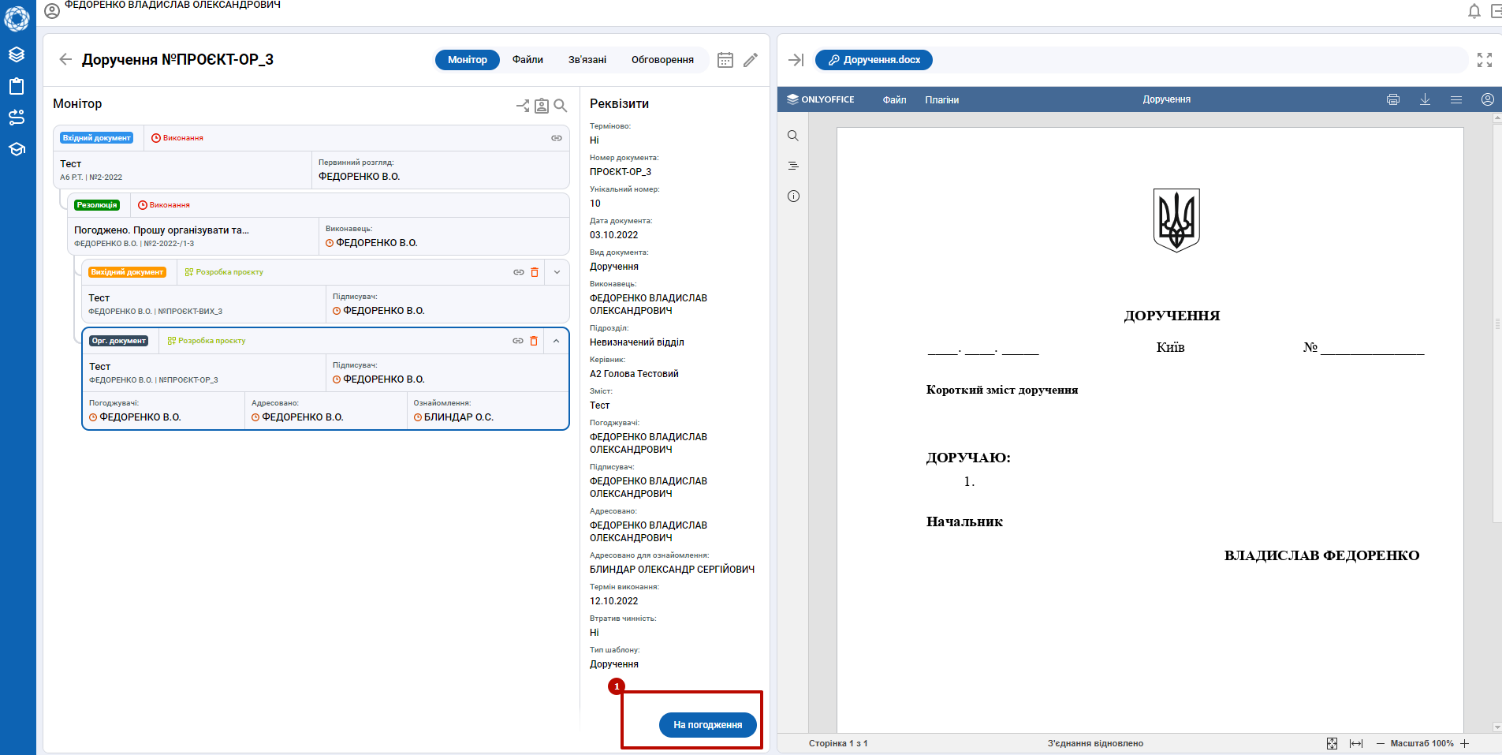 ФЕДОРЕНКО ВЛАДИСЛАВ ОЛЕКСАНДРОВИЧ
Доручення №ПРОЄКТ-ОР_3
Монітор
Файли
Зв'язані
Обговорення
Монітор
Вхідний документ
Виконання
Тест
А6 Р.Т. | №2-2022
Первинний розгляд:
ФЕДОРЕНКО В.О.
Резолюція
Виконання
Погоджено. Прошу організувати та...
ФЕДОРЕНКО В.О. | №2-2022-/1-3
Виконавець:
ФЕДОРЕНКО В.О.
Вихідний документ
Розробка проєкту
Тест
ФЕДОРЕНКО В.О. | №ПРОЄКТ-ВИХ_3
Підписувач:
ФЕДОРЕНКО В.О.
Орг. документ
Розробка проєкту
Тест
ФЕДОРЕНКО В.О. | №ПРОЄКТ-ОР_3
Підписувач:
ФЕДОРЕНКО В.О.
Погоджувачі:
ФЕДОРЕНКО В.О.
Адресовано:
ФЕДОРЕНКО В.О.
Ознайомлення:
БЛИНДАР О.С.
Реквізити
Терміново:
Ні
Номер документа:
ПРОЄКТ-ОР_3
Унікальний номер:
10
Дата документа:
03.10.2022
Вид документа:
Доручення
Виконавець:
ФЕДОРЕНКО ВЛАДИСЛАВ
ОЛЕКСАНДРОВИЧ
Підрозділ:
Невизначений відділ
Керівник:
А2 Голова Тестовий
Зміст:
Тест
Погоджувачі:
ФЕДОРЕНКО ВЛАДИСЛАВ
ОЛЕКСАНДРОВИЧ
Підписувач:
ФЕДОРЕНКО ВЛАДИСЛАВ
ОЛЕКСАНДРОВИЧ
Адресовано:
ФЕДОРЕНКО ВЛАДИСЛАВ
ОЛЕКСАНДРОВИЧ
Адресовано для ознайомлення:
БЛИНДАР ОЛЕКСАНДР СЕРГІЙОВИЧ
Термін виконання:
12.10.2022
Втратив чинність:
Ні
Тип шаблону:
Доручення
1
На погодження
Доручення.docx
ONLYOFFICE
Файл
Плагіни
Доручення
ДОРУЧЕННЯ
____. ____. _____ Київ № ______________
Короткий зміст доручення
ДОРУЧАЮ:
1.
Начальник
ВЛАДИСЛАВ ФЕДОРЕНКО
Сторінка 1 з 1
З'єднання відновлено
Масштаб 100%